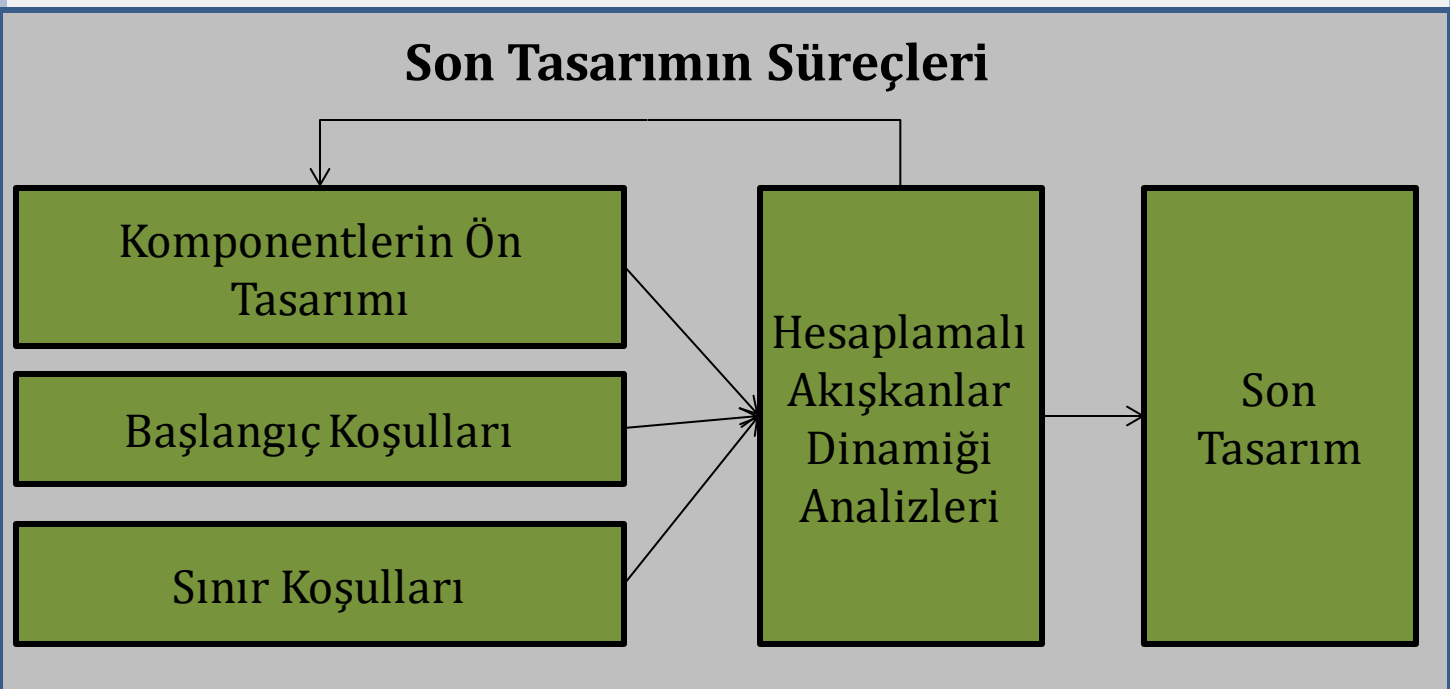 Son Tasarımın Süreçleri
Komponentlerin Ön
Tasarımı
Başlangıç Koşulları
Sınır Koşulları
Hesaplamalı
Akışkanlar
Dinamiği
Analizleri
Son
Tasarım